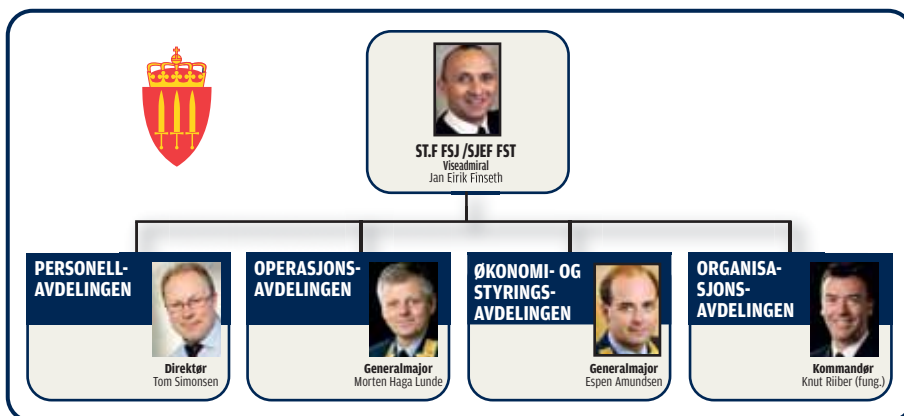 ST.F FSJ /SJEF FST
Viseadmiral
Jan Eirik Finseth
PERSONELL-
AVDELINGEN
Direktør
Tom Simonsen
OPERASJONS-
AVDELINGEN
Generalmajor
Morten Haga Lunde
ØKONOMI- OG
STYRINGS-
AVDELINGEN
Generalmajor
Espen Amundsen
ORGANISA-
SJONS-
AVDELINGEN
Kommandør
Knut Riiber (fung.)